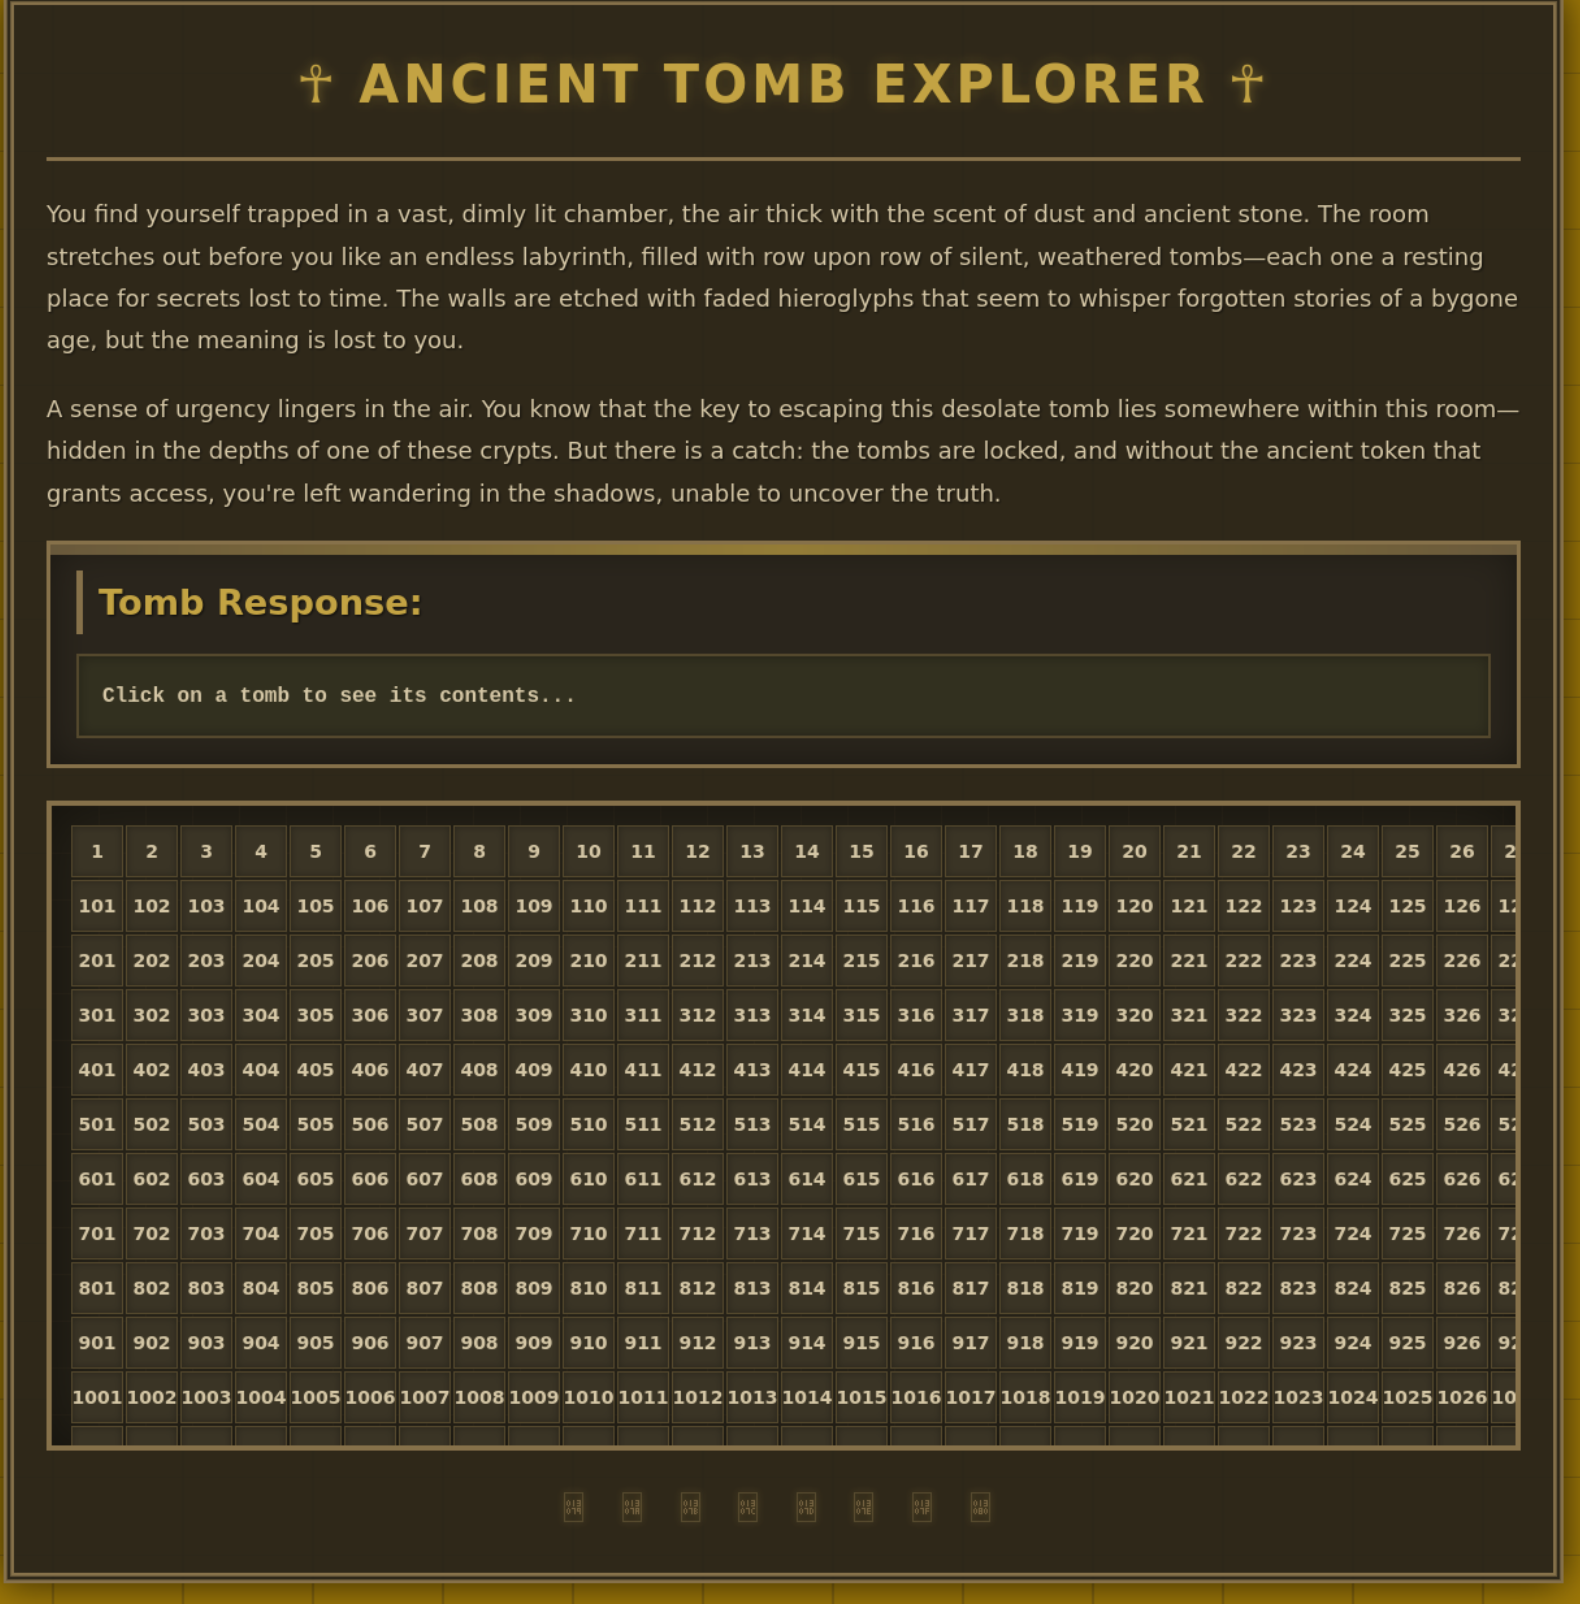 ☥ ANCIENT TOMB EXPLORER ☥
You find yourself trapped in a vast, dimly lit chamber, the air thick with the scent of dust and ancient stone. The room
stretches out before you like an endless labyrinth, filled with row upon row of silent, weathered tombs—each one a resting
place for secrets lost to time. The walls are etched with faded hieroglyphs that seem to whisper forgotten stories of a bygone
age, but the meaning is lost to you.
A sense of urgency lingers in the air. You know that the key to escaping this desolate tomb lies somewhere within this room—
hidden in the depths of one of these crypts. But there is a catch: the tombs are locked, and without the ancient token that
grants access, you're left wandering in the shadows, unable to uncover the truth.
Tomb Response:
Click on a tomb to see its contents...
1 2 3 4 5 6 7 8 9 10 11 12 13 14 15 16 17 18 19 20 21 22 23 24 25 26
101 102 103 104 105 106 107 108 109 110 111 112 113 114 115 116 117 118 119 120 121 122 123 124 125 126
201 202 203 204 205 206 207 208 209 210 211 212 213 214 215 216 217 218 219 220 221 222 223 224 225 226
301 302 303 304 305 306 307 308 309 310 311 312 313 314 315 316 317 318 319 320 321 322 323 324 325 326
401 402 403 404 405 406 407 408 409 410 411 412 413 414 415 416 417 418 419 420 421 422 423 424 425 426
501 502 503 504 505 506 507 508 509 510 511 512 513 514 515 516 517 518 519 520 521 522 523 524 525 526
601 602 603 604 605 606 607 608 609 610 611 612 613 614 615 616 617 618 619 620 621 622 623 624 625 626
701 702 703 704 705 706 707 708 709 710 711 712 713 714 715 716 717 718 719 720 721 722 723 724 725 726
801 802 803 804 805 806 807 808 809 810 811 812 813 814 815 816 817 818 819 820 821 822 823 824 825 826
901 902 903 904 905 906 907 908 909 910 911 912 913 914 915 916 917 918 919 920 921 922 923 924 925 926
1001 1002 1003 1004 1005 1006 1007 1008 1009 1010 1011 1012 1013 1014 1015 1016 1017 1018 1019 1020 1021 1022 1023 1024 1025 1026